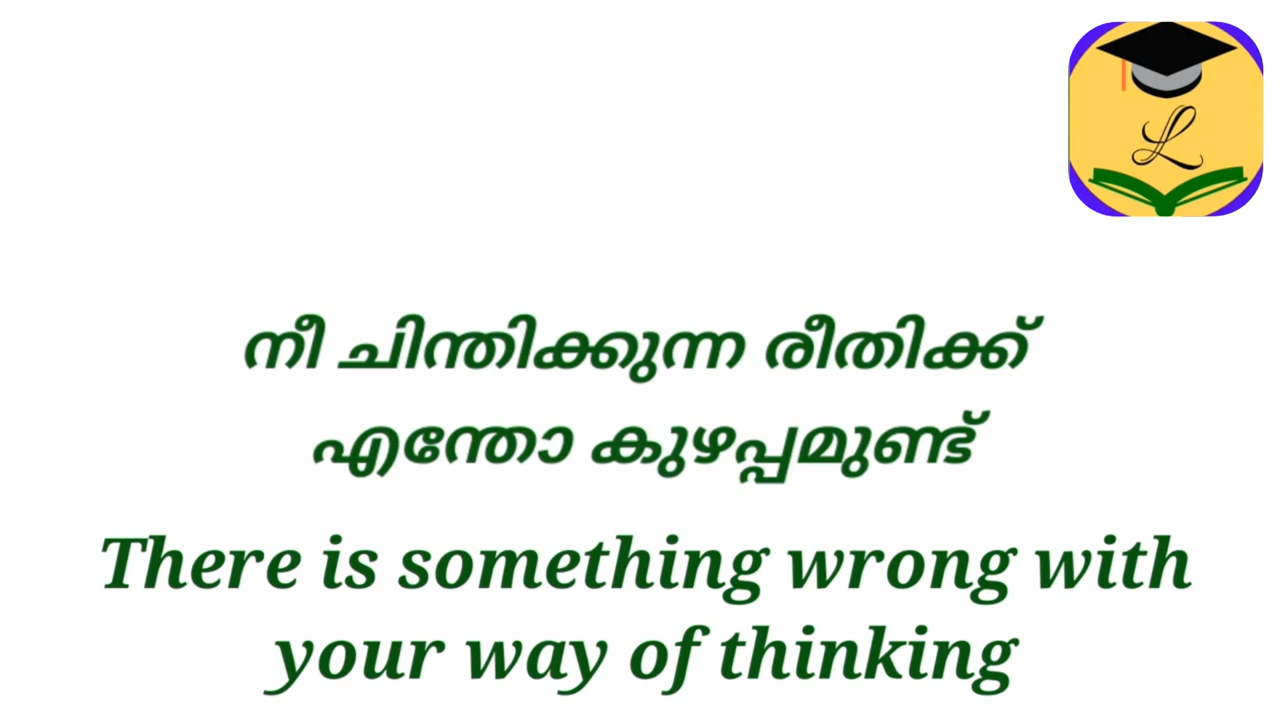 L
നീ ചിന്തിക്കുന്ന രീതിക്ക്
എന്തോ കുഴപ്പമുണ്ട്
There is something wrong with
your way of thinking